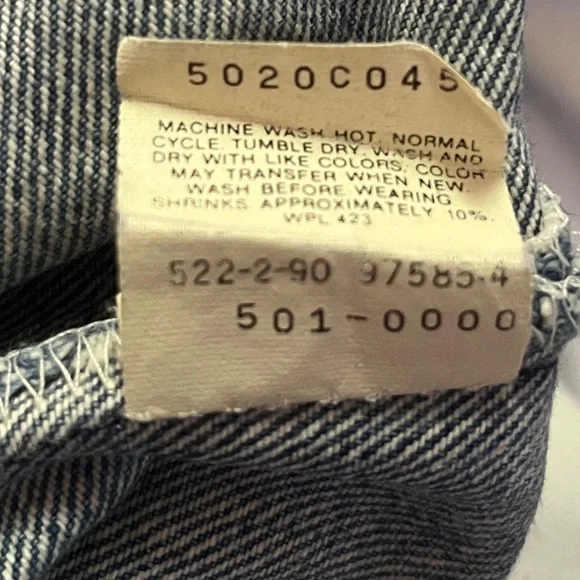 5020C045
MACHINE WASH HOT, NORMAL
CYCLE, TUMBLE DRY, WASH AND
DRY WITH LIKE COLORS, COLOR
MAY TRANSFER WHEN NEW.
WASH BEFORE WEARING
SHRINKS APPROXIMATELY 10%.
WPL 423
522-2-90 97585-4
501-0000